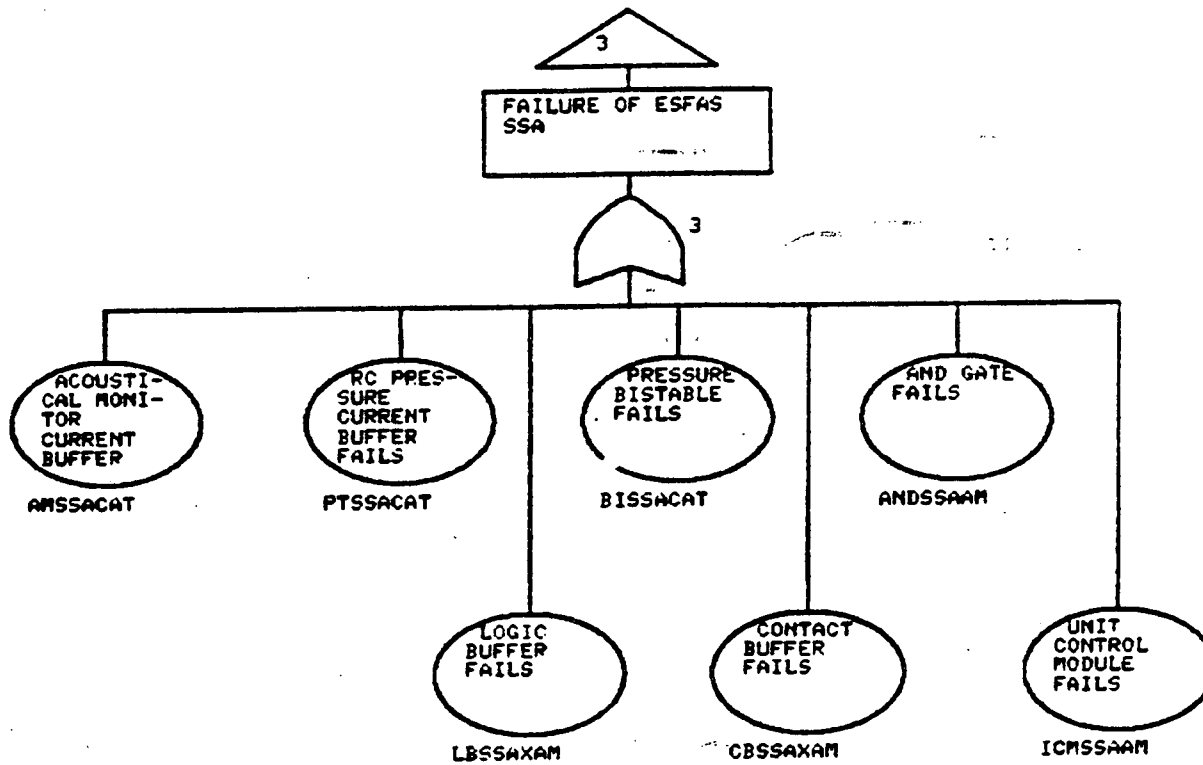 3
FAILURE OF ESFAS
SSA
3
ACOUSTI-
CAL MONI-
TOR
CURRENT
BUFFER
AMSSACAT
RC PRES-
SURE
CURRENT
BUFFER
FAILS
PTSSACAT
PRESSURE
BISTABLE
FAILS
BISSACAT
AND GATE
FAILS
ANDSSAAM
LOGIC
BUFFER
FAILS
LBSSAXAM
CONTACT
BUFFER
FAILS
CBSSAXAM
UNIT
CONTROL
MODULE
FAILS
ICMSSAAM